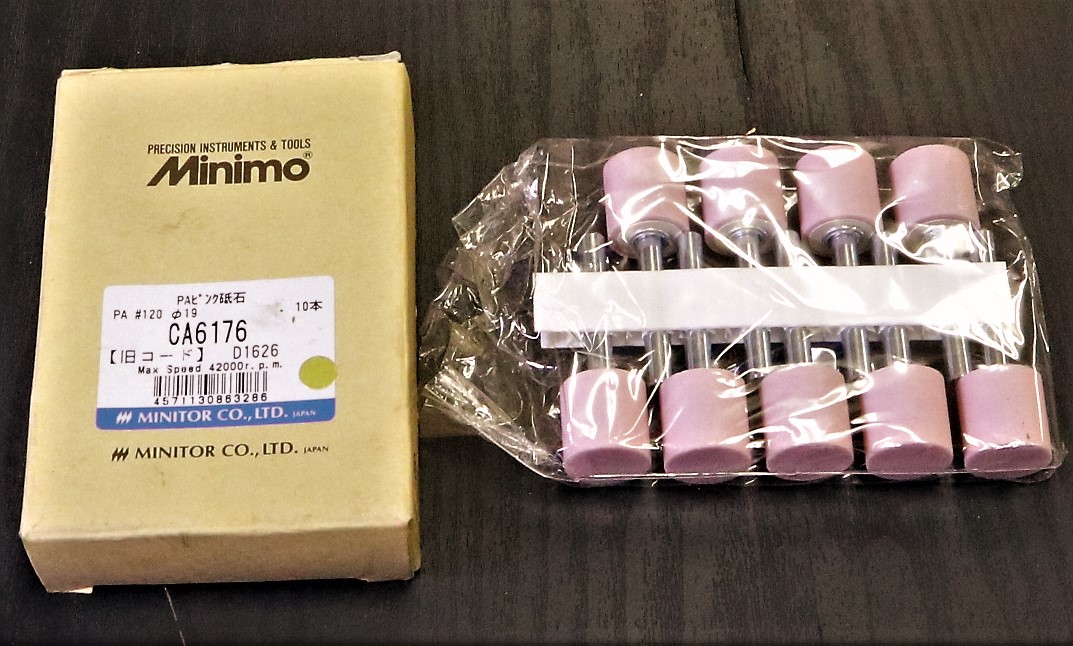 PRECISION INSTRUMENTS & TOOLS
Minimo®
PAピンク砥石
PA #120 φ19 10本
CA6176
【旧コード】 D1626
Max Speed 42000r.p.m.
4571130863286
MINITOR CO.,LTD. JAPAN
MINITOR CO.,LTD. JAPAN